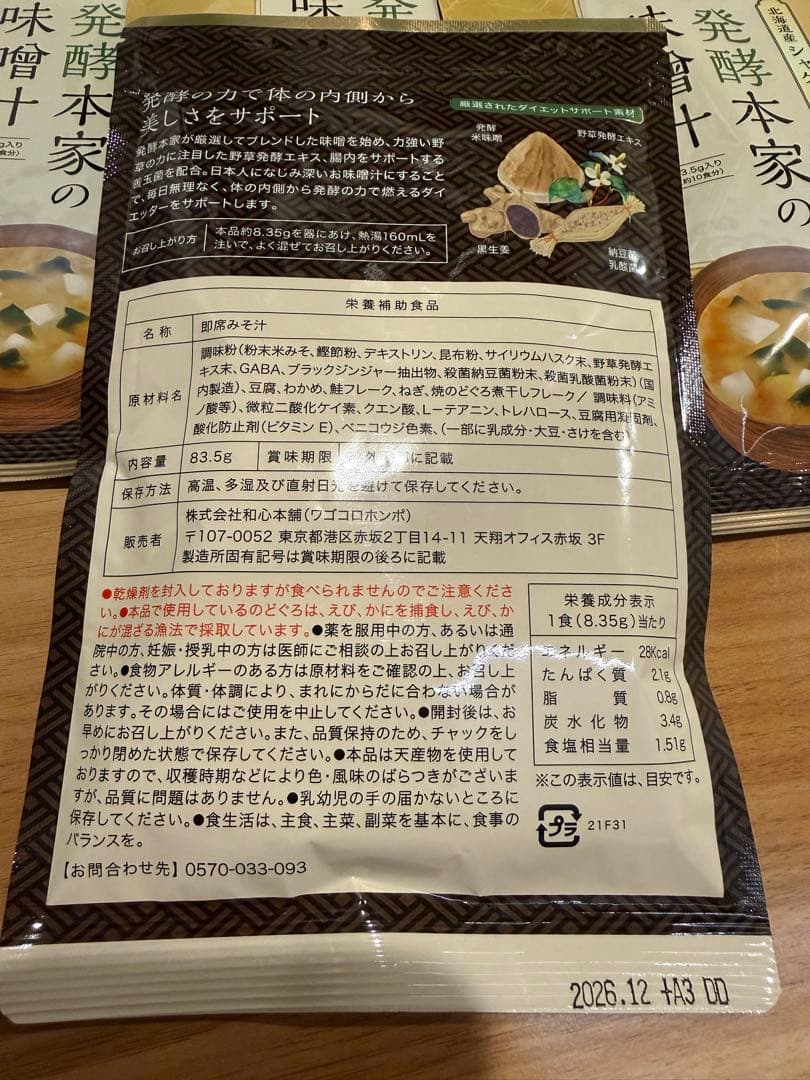 発酵本家の
味噌汁
味
発酵本家の
味噌汁
北海道産
3.5g入り
約10食分)
発酵の力で体の内側から
美しさをサポート
発酵本家が厳選してブレンドした味噌を始め、力強い野
草の力に注目した野草発酵エキス、腸内をサポートする
善玉菌を配合。日本人になじみ深いお味噌汁にすること
で、毎日無理なく、体の内側から発酵の力で燃えるダイ
エッターをサポートします。
お召し上がり方
本品約8.35gを器にあけ、熱湯160mLを
注いで、よく混ぜてお召し上がりください。
厳選されたダイエットサポート素材
発酵
米味噌
野草発酵エキス
黒生姜
納豆菌
乳酸菌
栄養補助食品
名称 即席みそ汁
原材料名
調味粉(粉末米みそ、鰹節粉、デキストリン、昆布粉、サイリウムハスク末、野草発酵エ
キス末、GABA、ブラックジンジャー抽出物、殺菌納豆菌粉末、殺菌乳酸菌粉末)(国
内製造)、豆腐、わかめ、鮭フレーク、ねぎ、焼のどぐろ煮干しフレーク/ 調味料(アミ
ノ酸等)、微粒二酸化ケイ素、クエン酸、L−テアニン、トレハロース、豆腐用凝固剤、
酸化防止剤(ビタミンE)、ベニコウジ色素、(一部に乳成分・大豆・さけを含む)
内容量 83.5g 賞味期限 に記載
保存方法 高温、多湿及び直射日光を避けて保存してください。
販売者
株式会社和心本舗(ワゴコロホンポ)
〒107-0052 東京都港区赤坂2丁目14-11 天翔オフィス赤坂 3F
製造所固有記号は賞味期限の後ろに記載
●乾燥剤を封入しておりますが食べられませんのでご注意くださ
い。●本品で使用しているのどぐろは、えび、かにを捕食し、えび、か
にが混ざる漁法で採取しています。●薬を服用中の方、あるいは通
院中の方、妊娠・授乳中の方は医師にご相談の上お召し上がりくだ
さい。●食物アレルギーのある方は原材料をご確認の上、お召し上
がりください。体質・体調により、まれにからだに合わない場合が
あります。その場合にはご使用を中止してください。●開封後は、お
早めにお召し上がりください。また、品質保持のため、チャックをし
っかり閉めた状態で保存してください。●本品は天産物を使用して
おりますので、収穫時期などにより色・風味のばらつきがございま
すが、品質に問題はありません。●乳幼児の手の届かないところに
保存してください。●食生活は、主食、主菜、副菜を基本に、食事の
バランスを。
【お問合わせ先】0570-033-093
栄養成分表示
1食(8.35g)当たり
エネルギー 28Kcal
たんぱく質 2.1g
脂質 0.8g
炭水化物 3.4g
食塩相当量 1.51g
※この表示値は、目安です。
プラ
21F31
2026.12 +A3 DD